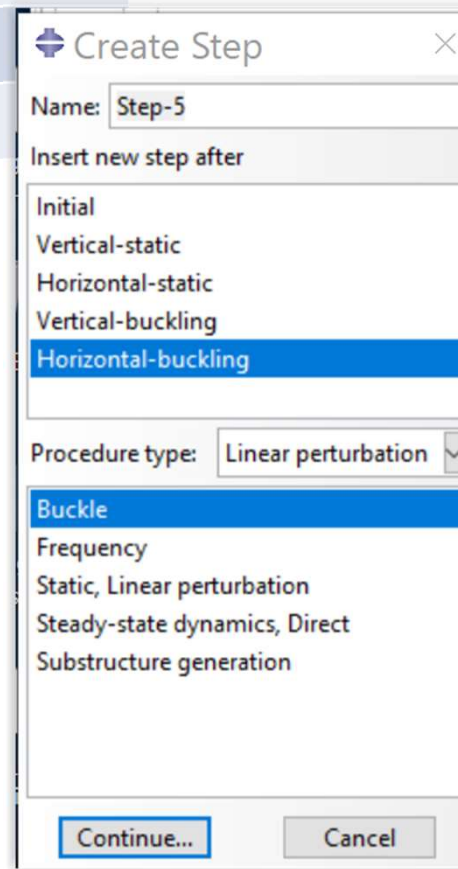 Create Step
Name: Step-5
Insert new step after
Initial
Vertical-static
Horizontal-static
Vertical-buckling
Horizontal-buckling
Procedure type: Linear perturbation
Buckle
Frequency
Static, Linear perturbation
Steady-state dynamics, Direct
Substructure generation
Continue... Cancel